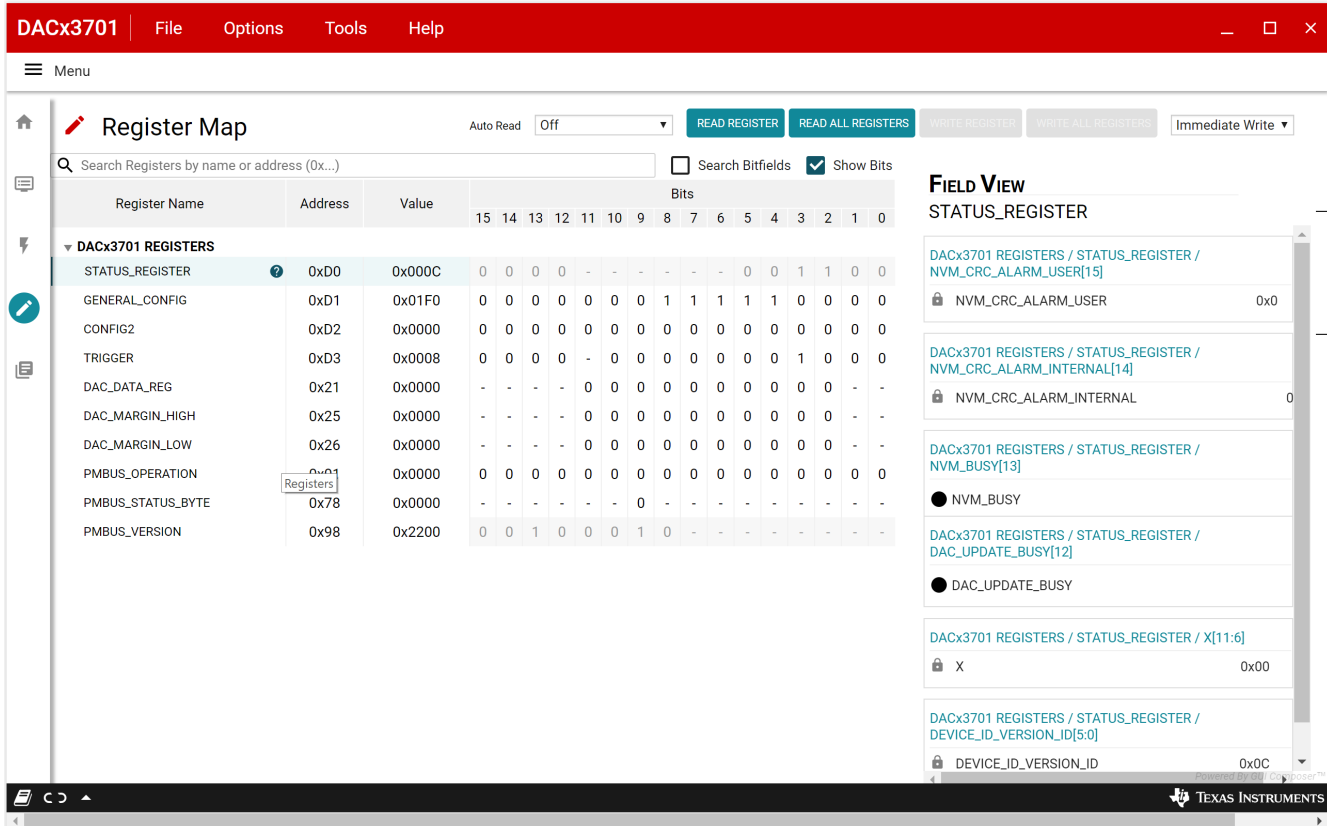 DACx3701 File Options Tools Help
Menu
Register Map Auto Read Off READ REGISTER READ ALL REGISTERS WRITE REGISTER WRITE ALL REGISTERS Immediate Write
Search Registers by name or address (0x...) Search Bitfields Show Bits
Register Name Address Value Bits
15 14 13 12 11 10 9 8 7 6 5 4 3 2 1 0
DACx3701 REGISTERS
STATUS_REGISTER ? 0xD0 0x000C 0 0 0 0 - - - - - - 0 0 1 1 0 0
GENERAL_CONFIG 0xD1 0x01F0 0 0 0 0 0 0 0 1 1 1 1 1 0 0 0 0
CONFIG2 0xD2 0x0000 0 0 0 0 0 0 0 0 0 0 0 0 0 0 0 0
TRIGGER 0xD3 0x0008 0 0 0 0 - 0 0 0 0 0 0 0 1 0 0 0
DAC_DATA_REG 0x21 0x0000 - - - - 0 0 0 0 0 0 0 0 0 0 - -
DAC_MARGIN_HIGH 0x25 0x0000 - - - - 0 0 0 0 0 0 0 0 0 0 - -
DAC_MARGIN_LOW 0x26 0x0000 - - - - 0 0 0 0 0 0 0 0 0 0 - -
PMBUS_OPERATION 0x01 0x0000 0 0 0 0 0 0 0 0 0 0 0 0 0 0 0 0
Registers
PMBUS_STATUS_BYTE 0x78 0x0000 - - - - - - 0 - - - - - - - - -
PMBUS_VERSION 0x98 0x2200 0 0 1 0 0 0 1 0 - - - - - - - -
FIELD VIEW
STATUS_REGISTER
DACx3701 REGISTERS / STATUS_REGISTER /
NVM_CRC_ALARM_USER[15]
NVM_CRC_ALARM_USER 0x0
DACx3701 REGISTERS / STATUS_REGISTER /
NVM_CRC_ALARM_INTERNAL[14]
NVM_CRC_ALARM_INTERNAL 0
DACx3701 REGISTERS / STATUS_REGISTER /
NVM_BUSY[13]
NVM_BUSY
DACx3701 REGISTERS / STATUS_REGISTER /
DAC_UPDATE_BUSY[12]
DAC_UPDATE_BUSY
DACx3701 REGISTERS / STATUS_REGISTER / X[11:6]
X 0x00
DACx3701 REGISTERS / STATUS_REGISTER /
DEVICE_ID_VERSION_ID[5:0]
DEVICE_ID_VERSION_ID 0x0C
Powered By GUI Composer™
TEXAS INSTRUMENTS